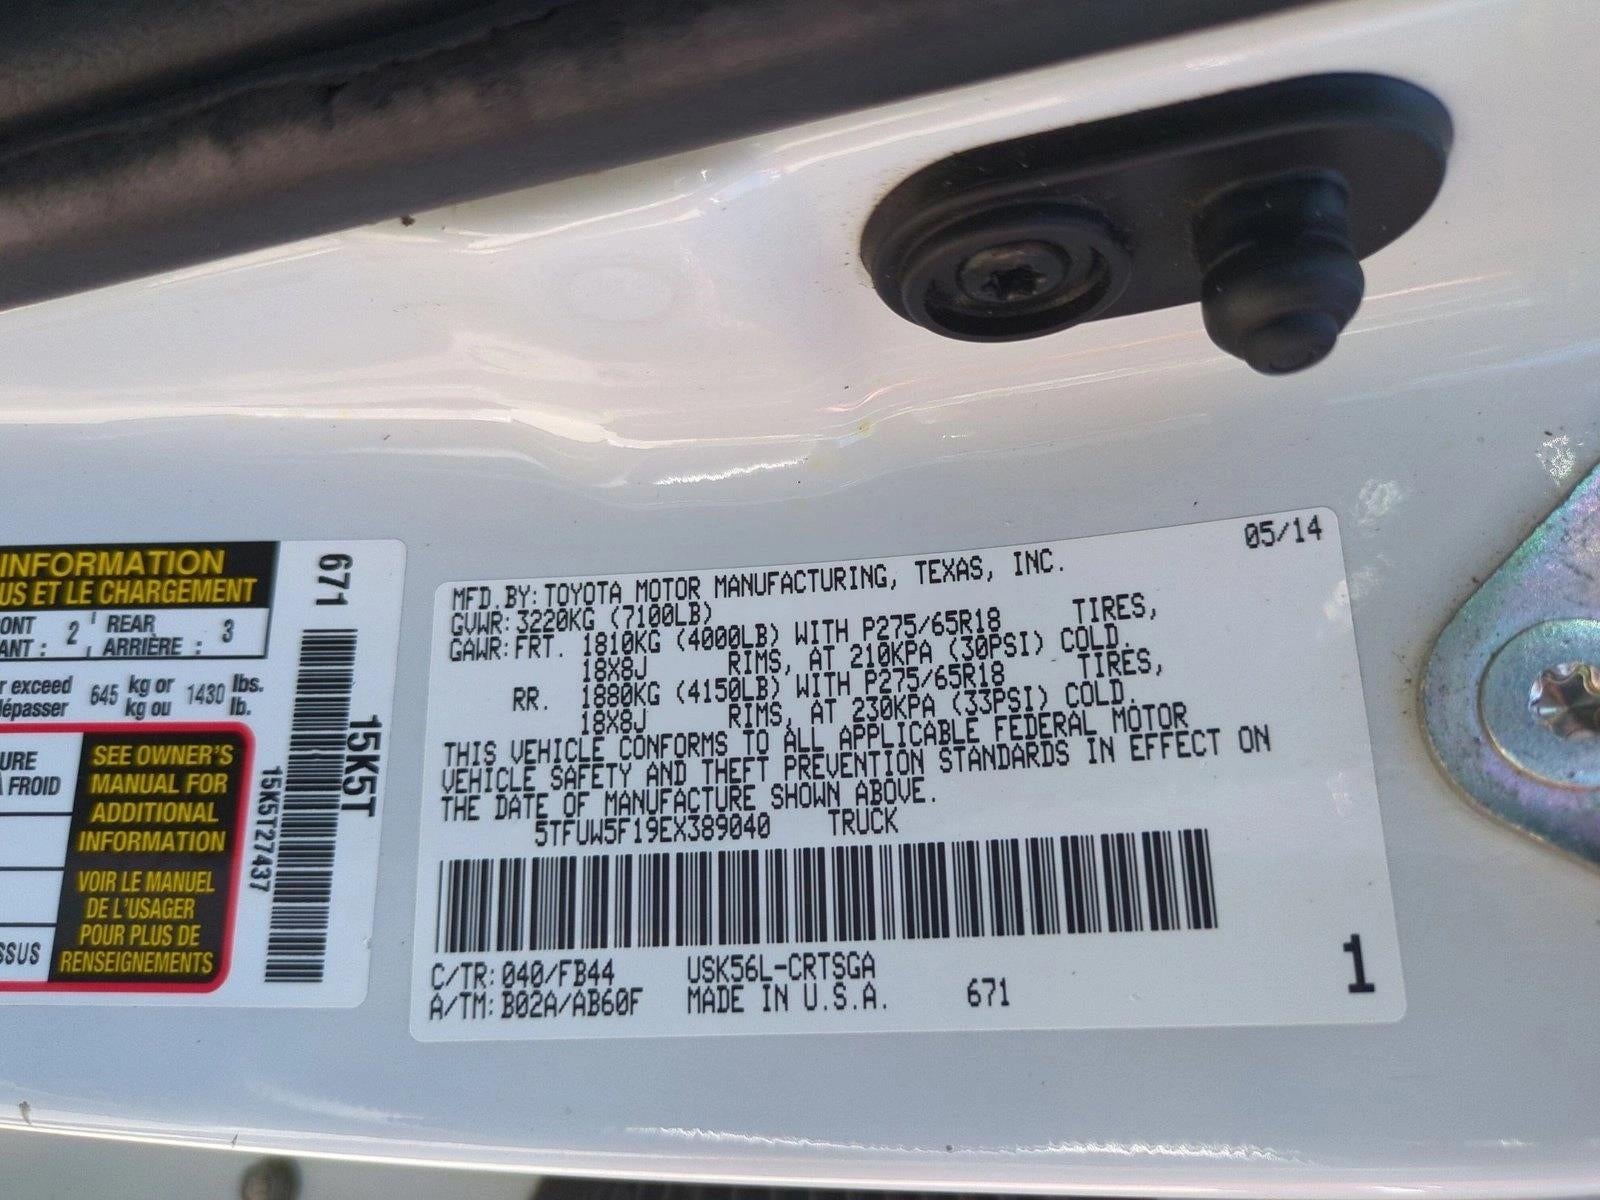 INFORMATION
US ET LE CHARGEMENT
ONT
ANT : 2
REAR
ARRIÈRE : 3
r exceed
épasser 645 kg or
kg ou 1430 lbs.
lb.
URE
À FROID
SSUS
SEE OWNER'S
MANUAL FOR
ADDITIONAL
INFORMATION
VOIR LE MANUEL
DE L'USAGER
POUR PLUS DE
RENSEIGNEMENTS
671
15K5T
15K5T27437
05/14
MFD.BY:TOYOTA MOTOR MANUFACTURING, TEXAS, INC.
GVWR:3220KG (7100LB)
GAWR:FRT. 1810KG (4000LB) WITH P275/65R18 TIRES,
18X8J RIMS, AT 210KPA (30PSI) COLD.
RR. 1880KG (4150LB) WITH P275/65R18 TIRES,
18X8J RIMS, AT 230KPA (33PSI) COLD.
THIS VEHICLE CONFORMS TO ALL APPLICABLE FEDERAL MOTOR
VEHICLE SAFETY AND THEFT PREVENTION STANDARDS IN EFFECT ON
THE DATE OF MANUFACTURE SHOWN ABOVE.
5TFUW5F19EX389040 TRUCK
C/TR:040/FB44 USK56L-CRTSGA
A/TM:B02A/AB60F MADE IN U.S.A. 671
1